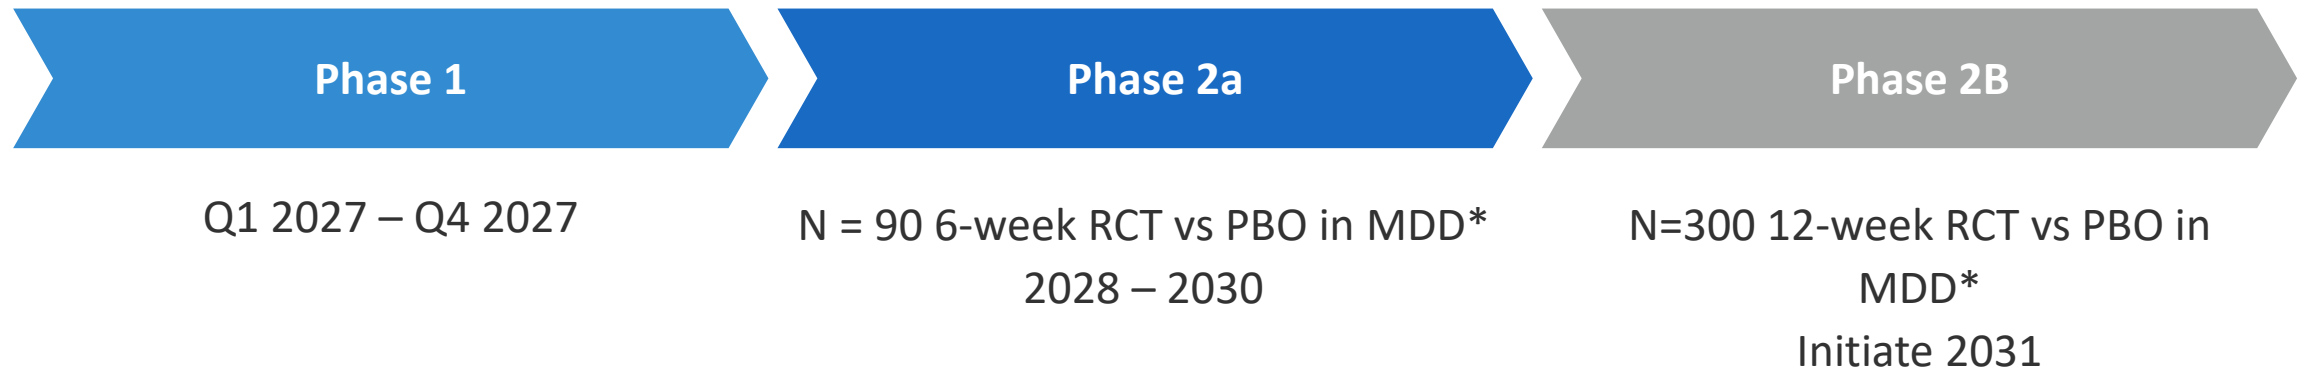 Phase 1
Phase 2a
Phase 2B
Q1 2027 – Q4 2027
N = 90 6-week RCT vs PBO in MDD*
2028 – 2030
N=300 12-week RCT vs PBO in
MDD*
Initiate 2031